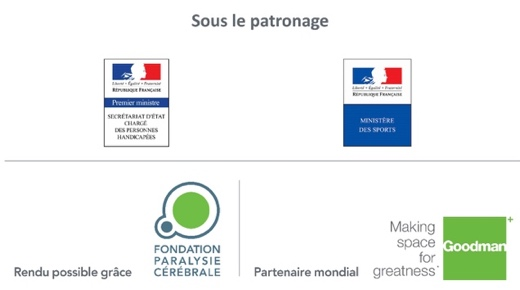 Sous le patronage
Liberté • Égalité • Fraternité
RÉPUBLIQUE FRANÇAISE
Premier ministre
SECRÉTARIAT D'ÉTAT
CHARGÉ
DES PERSONNES
HANDICAPÉES
Liberté • Égalité • Fraternité
RÉPUBLIQUE FRANÇAISE
MINISTÈRE
DES SPORTS
Rendu possible grâce
FONDATION
PARALYSIE
CÉRÉBRALE
Partenaire mondial
Making
space
for
greatness
Goodman
+